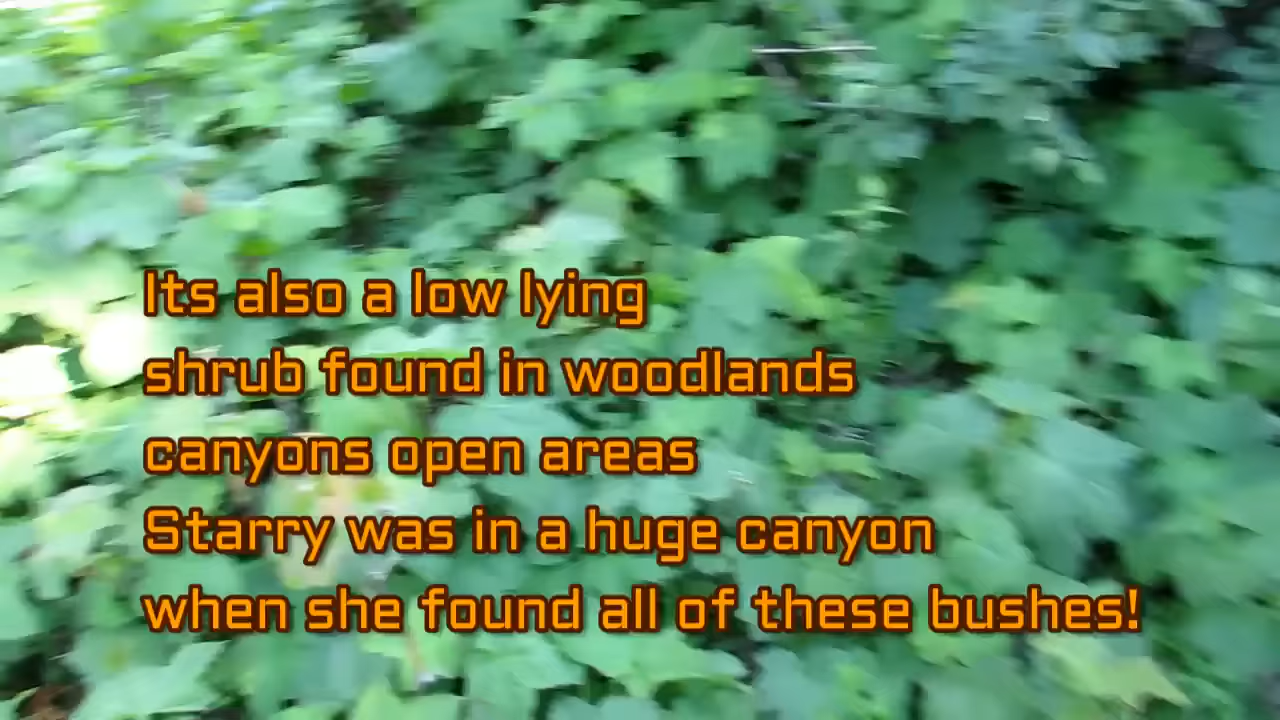 Its also a low lying
shrub found in woodlands
canyons open areas
Starry was in a huge canyon
when she found all of these bushes!